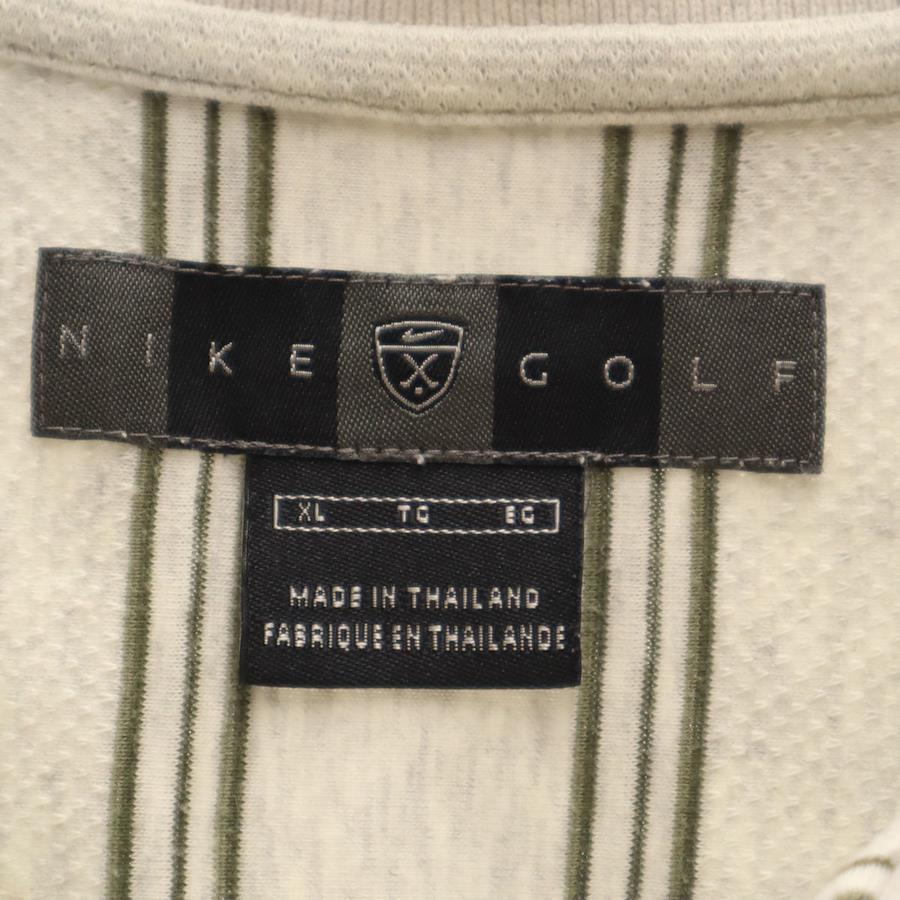 NIKE GOLF
XL TG EG
MADE IN THAILAND
FABRIQUE EN THAILANDE